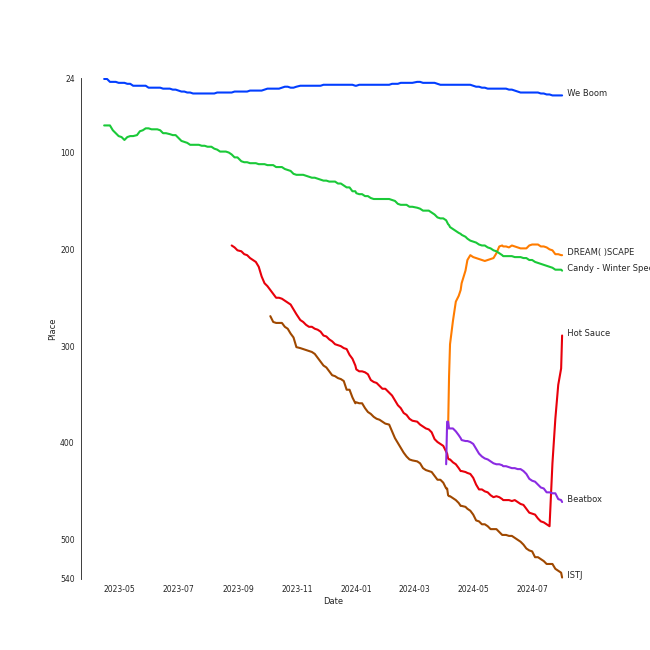 24
We Boom
100
200
DREAM( )SCAPE
Candy - Winter Spe
Hot Sauce
300
Place
400
Beatbox
500
540
ISTJ
2023-05 2023-07 2023-09 2023-11 2024-01 2024-03 2024-05 2024-07
Date